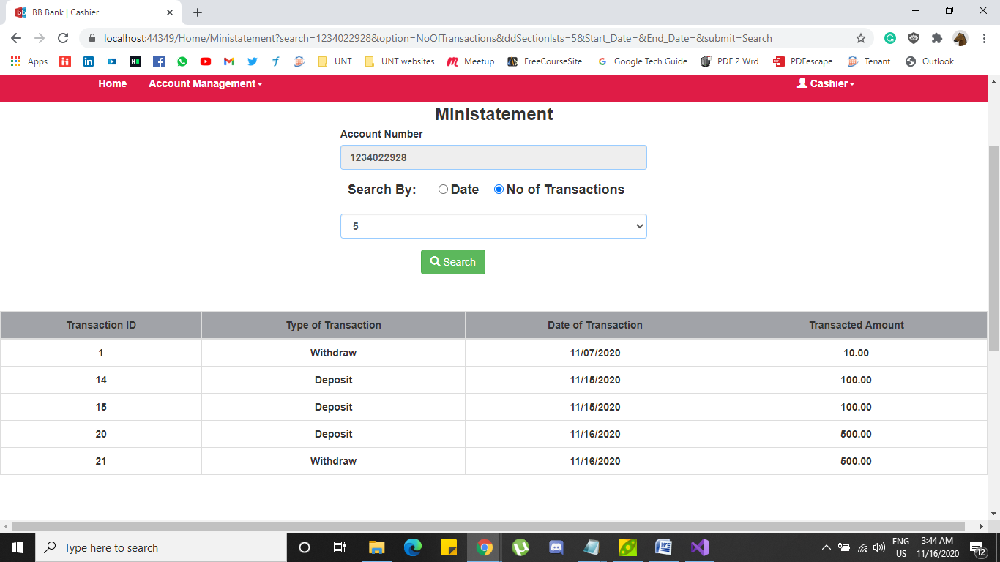 BB Bank | Cashier
localhost:44349/Home/Ministatement?search=1234022928&option=NoOfTransactions&ddSectionIsts=5&Start_Date=&End_Date=&submit=Search
Apps UNT UNT websites Meetup FreeCourseSite Google Tech Guide PDF 2 Wrd PDFescape Tenant Outlook
Home Account Management Cashier
Ministatement
Account Number
1234022928
Search By: Date No of Transactions
5
Search
Transaction ID Type of Transaction Date of Transaction Transacted Amount
1 Withdraw 11/07/2020 10.00
14 Deposit 11/15/2020 100.00
15 Deposit 11/15/2020 100.00
20 Deposit 11/16/2020 500.00
21 Withdraw 11/16/2020 500.00
Type here to search
ENG 3:44 AM
US 11/16/2020
12